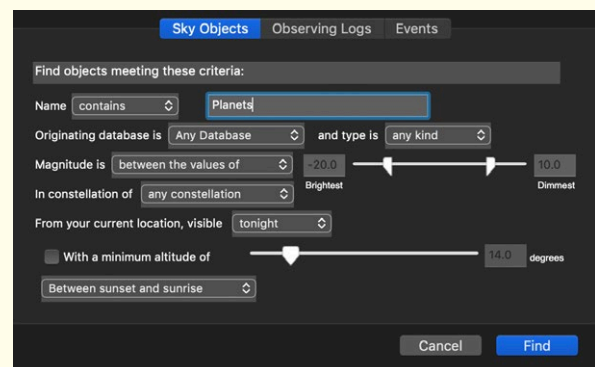 Sky Objects Observing Logs Events
Find objects meeting these criteria:
Name contains Planets
Originating database is Any Database and type is any kind
Magnitude is between the values of -20.0 10.0
Brightest Dimmest
In constellation of any constellation
From your current location, visible tonight
With a minimum altitude of 14.0 degrees
Between sunset and sunrise
Cancel Find